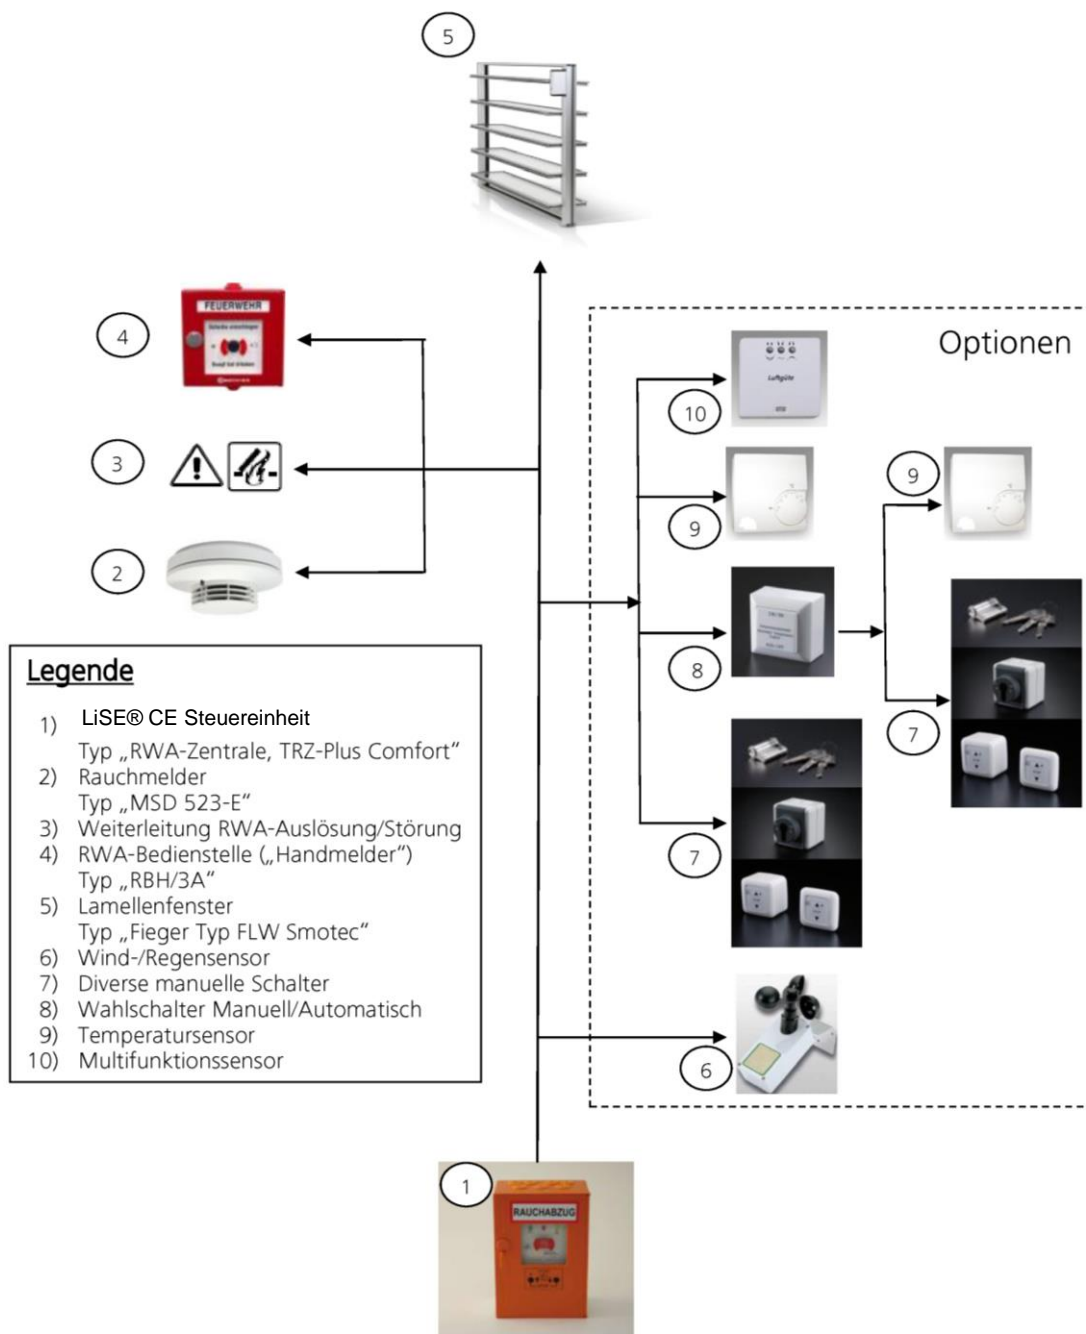 5
FEUERWEHR
4
Optionen
Luftgüte
10
3
9
9
2
8
7
7
Legende
1) LiSE® CE Steuereinheit
Typ „RWA-Zentrale, TRZ-Plus Comfort“
2) Rauchmelder
Typ „MSD 523-E“
3) Weiterleitung RWA-Auslösung/Störung
4) RWA-Bedienstelle („Handmelder“)
Typ „RBH/3A“
5) Lamellenfenster
Typ „Fieger Typ FLW Smotec“
6) Wind-/Regensensor
7) Diverse manuelle Schalter
8) Wahlschalter Manuell/Automatisch
9) Temperatursensor
10) Multifunktionssensor
6
1
RAUCHABZUG